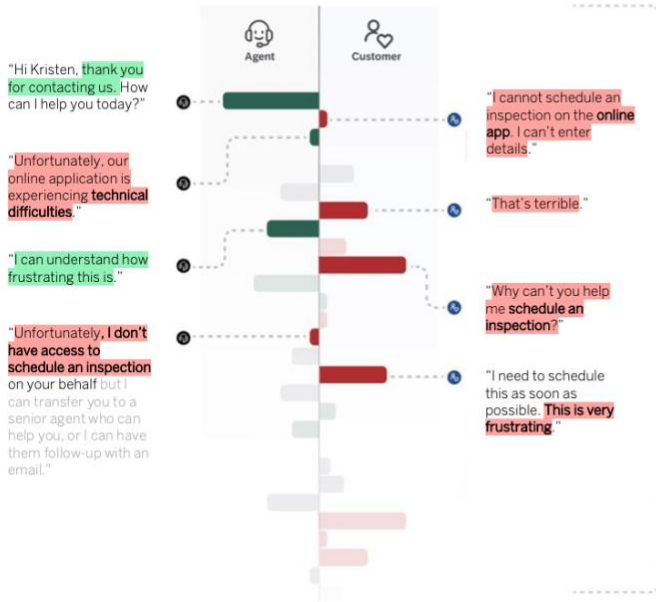 Agent
Customer
"Hi Kristen, thank you
for contacting us. How
can I help you today?"
"I cannot schedule an
inspection on the online
app. I can't enter
details."
"Unfortunately, our
online application is
experiencing technical
difficulties."
"That's terrible."
"I can understand how
frustrating this is."
"Why can't you help
me schedule an
inspection?"
"Unfortunately, I don't
have access to
schedule an inspection
on your behalf but I
can transfer you to a
senior agent who can
help you, or I can have
them follow-up with an
email."
"I need to schedule
this as soon as
possible. This is very
frustrating."